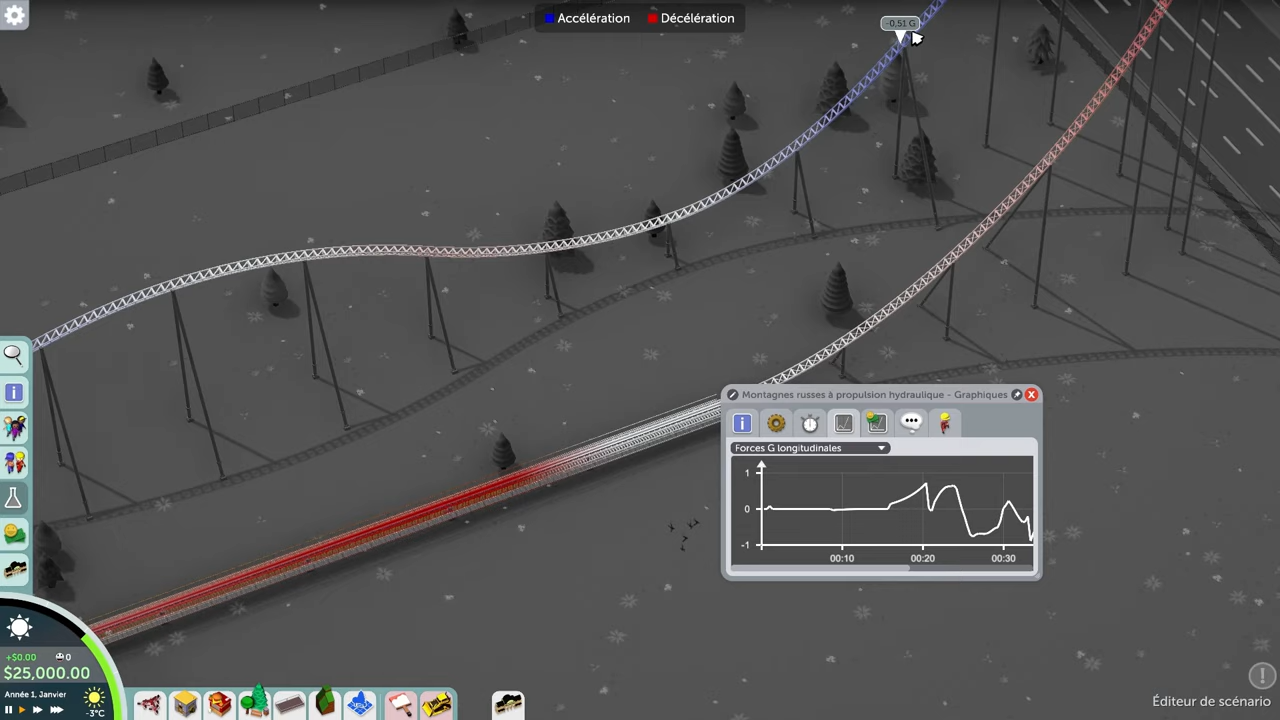 Accélération
Décélération
-0.51 G
Montagnes russes à propulsion hydraulique - Graphiques
Forces G longitudinales
1
0
-1
00:10
00:20
00:30
+$0.00
0
$25,000.00
Année 1, Janvier
-3°C
Éditeur de scénario